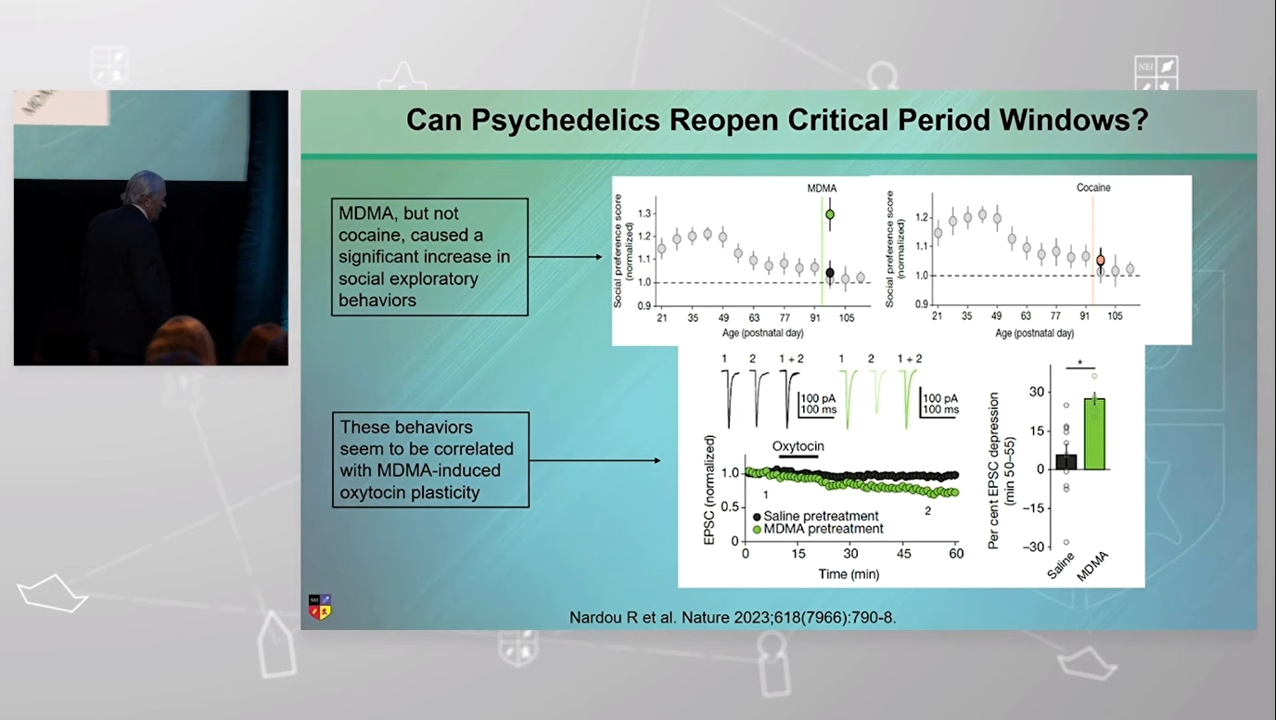 Can Psychedelics Reopen Critical Period Windows?
MDMA, but not
cocaine, caused a
significant increase in
social exploratory
behaviors
MDMA
Social preference score
(normalized)
1.3
1.2
1.1
1.0
0.9
21 35 49 63 77 91 105
Age (postnatal day)
Cocaine
Social preference score
(normalized)
1.2
1.1
1.0
0.9
21 35 49 63 77 91 105
Age (postnatal day)
These behaviors
seem to be correlated
with MDMA-induced
oxytocin plasticity
1 2 1 + 2
100 pA
100 ms
1 2 1 + 2
100 pA
100 ms
Oxytocin
EPSC (normalized)
1.0
0.5
0
1
2
Saline pretreatment
MDMA pretreatment
0 15 30 45 60
Time (min)
Per cent EPSC depression
(min 50–55)
*
30
15
0
−15
−30
Saline
MDMA
Nardou R et al. Nature 2023;618(7966):790-8.
NEI
NEI
MDMA